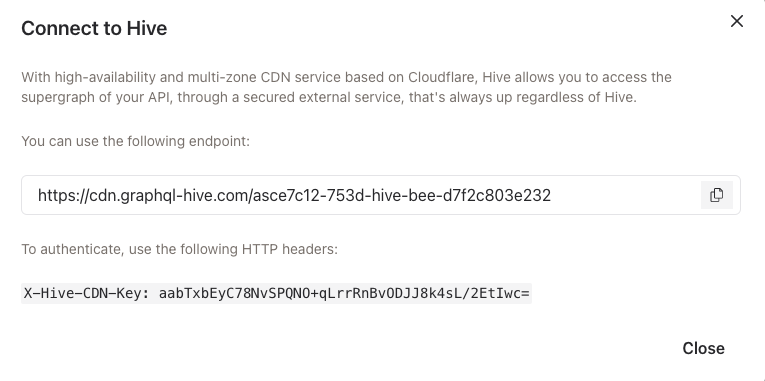 Connect to Hive
With high-availability and multi-zone CDN service based on Cloudflare, Hive allows you to access the
supergraph of your API, through a secured external service, that's always up regardless of Hive.
You can use the following endpoint:
https://cdn.graphql-hive.com/asce7c12-753d-hive-bee-d7f2c803e232
To authenticate, use the following HTTP headers:
X-Hive-CDN-Key: aabTxbEyC78NvSPQNO+qLrrRnBvODJJ8k4sL/2EtIwc=
Close